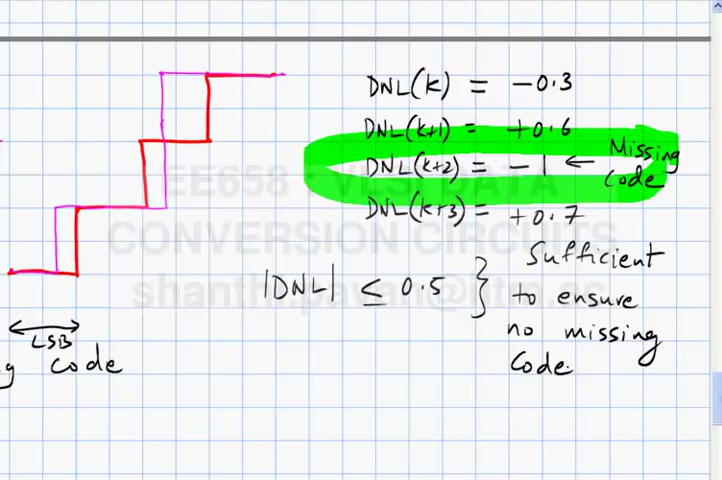 DNL(k) = -0.3
DNL(k+1) = +0.6
DNL(k+2) = -1 ← Missing Code
DNL(k+3) = +0.7
EE658 : VLSI DATA
CONVERSION CIRCUITS
|DNL| ≤ 0.5 } Sufficient
to ensure
no missing
Code.
LSB
g code